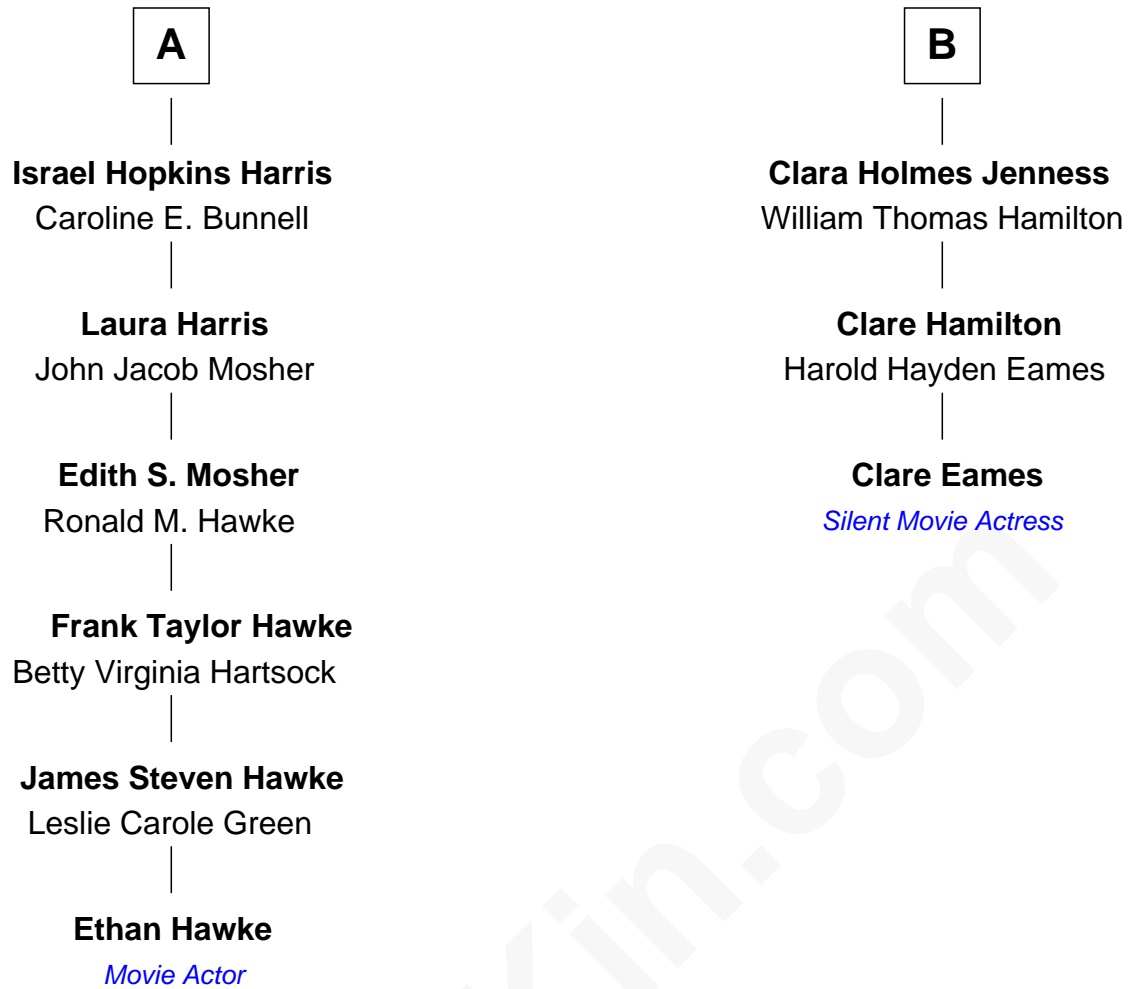 A
Israel Hopkins Harris
Caroline E. Bunnell
Laura Harris
John Jacob Mosher
Edith S. Mosher
Ronald M. Hawke
Frank Taylor Hawke
Betty Virginia Hartsock
James Steven Hawke
Leslie Carole Green
Ethan Hawke
Movie Actor
B
Clara Holmes Jenness
William Thomas Hamilton
Clare Hamilton
Harold Hayden Eames
Clare Eames
Silent Movie Actress
Kin.com